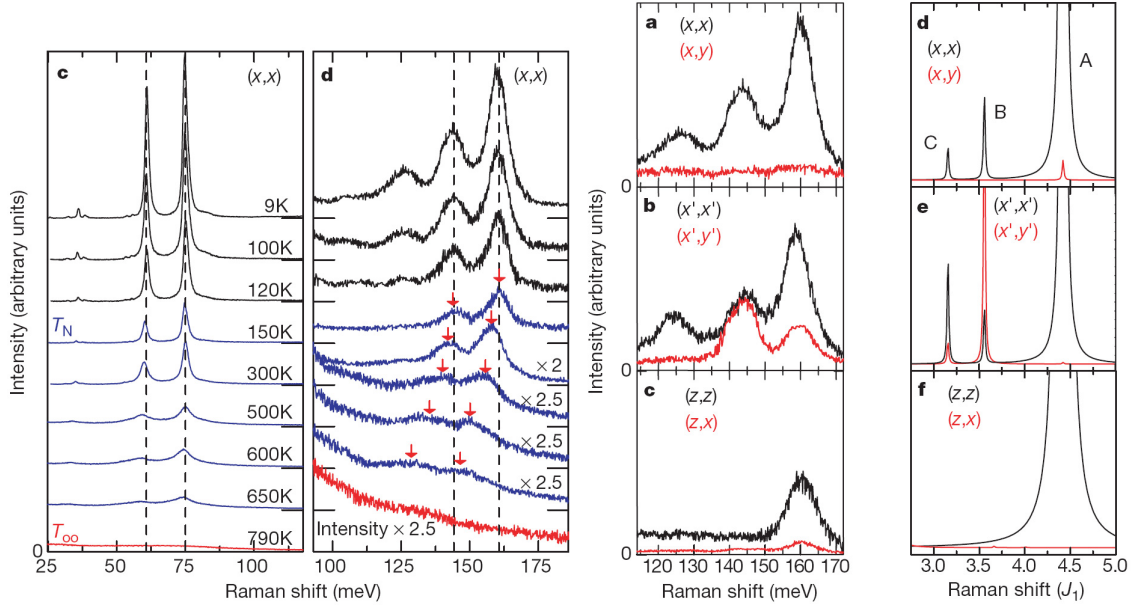 c
(x,x)
9K
100K
120K
T_N
150K
300K
500K
600K
650K
T_oo
790K
0
25 50 75 100
Raman shift (meV)
Intensity (arbitrary units)
d
(x,x)
× 2
× 2.5
× 2.5
× 2.5
Intensity × 2.5
100 125 150 175
Raman shift (meV)
Intensity (arbitrary units)
a
(x,x)
(x,y)
0
b
(x',x')
(x',y')
0
c
(z,z)
(z,x)
0
120 130 140 150 160 170
Raman shift (meV)
d
(x,x)
(x,y)
A
B
C
e
(x',x')
(x',y')
f
(z,z)
(z,x)
3.0 3.5 4.0 4.5 5.0
Raman shift (J_1)